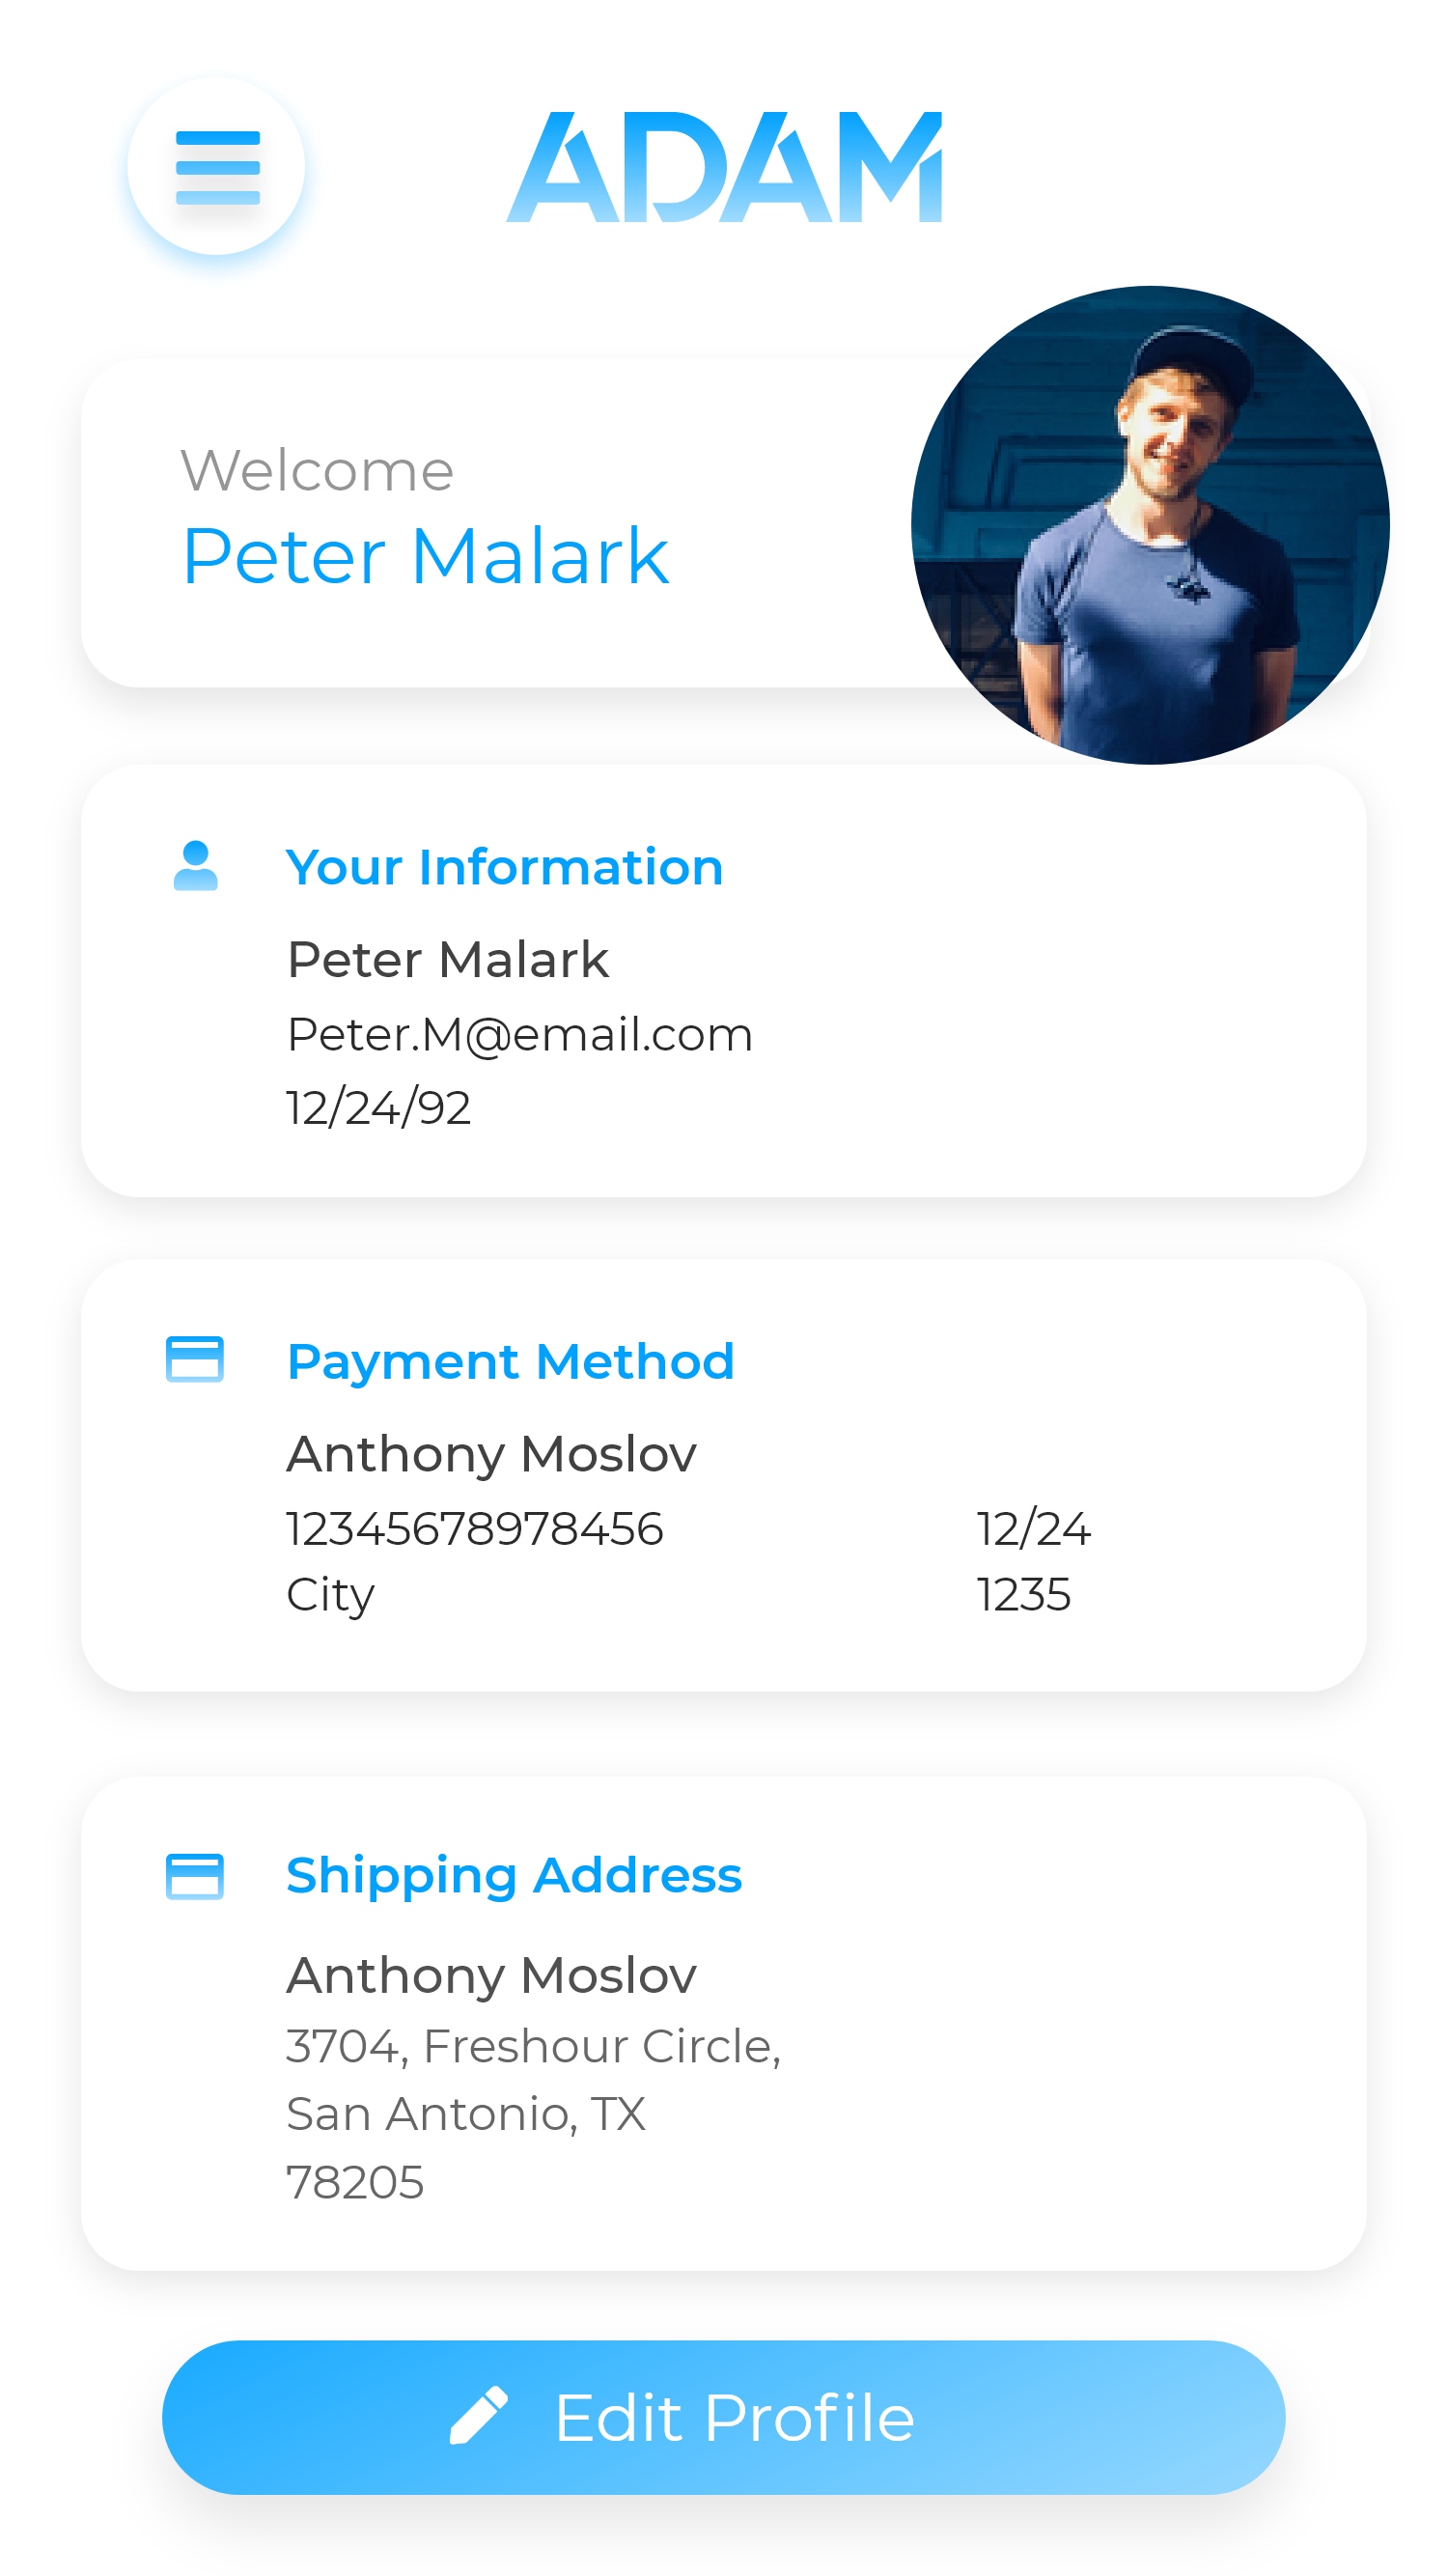 ADAM
Welcome
Peter Malark
Your Information
Peter Malark
Peter.M@email.com
12/24/92
Payment Method
Anthony Moslov
12345678978456 12/24
City 1235
Shipping Address
Anthony Moslov
3704, Freshour Circle,
San Antonio, TX
78205
Edit Profile